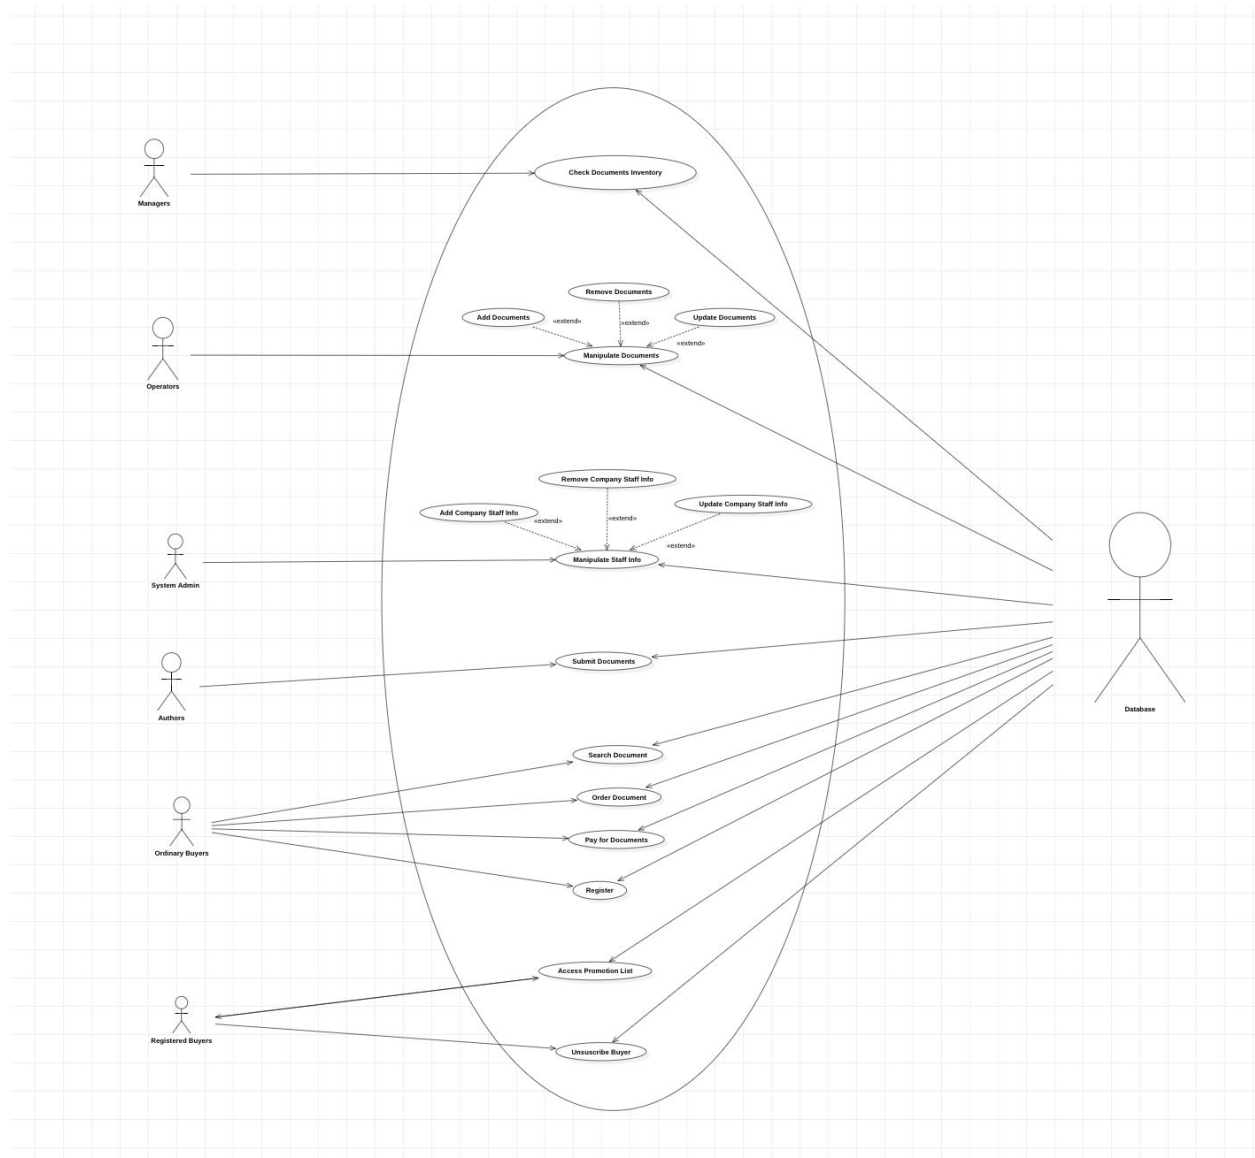 Managers
Check Documents Inventory
Remove Documents
Add Documents
«extend»
Update Documents
«extend»
«extend»
Manipulate Documents
Operators
Remove Company Staff Info
Update Company Staff Info
Add Company Staff Info
«extend»
«extend»
«extend»
Manipulate Staff Info
System Admin
Submit Documents
Authors
Database
Search Document
Order Document
Pay for Documents
Ordinary Buyers
Register
Access Promotion List
Registered Buyers
Unsuscribe Buyer